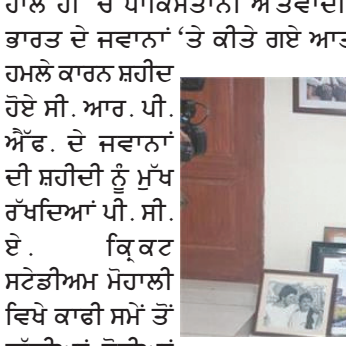 ਹਾਲ ਹੀ 'ਚ ਪਾਕਿਸਤਾਨੀ ਅੱਤਵਾਦੀ
ਭਾਰਤ ਦੇ ਜਵਾਨਾਂ 'ਤੇ ਕੀਤੇ ਗਏ
ਹਮਲੇ ਕਾਰਨ ਸ਼ਹੀਦ
ਹੋਏ ਸੀ. ਆਰ. ਪੀ.
ਐੱਫ. ਦੇ ਜਵਾਨਾਂ
ਦੀ ਸ਼ਹੀਦੀ ਨੂੰ ਮੁੱਖ
ਰੱਖਦਿਆਂ ਪੀ. ਸੀ.
ਏ. ਕ੍ਰਿਕਟ
ਸਟੇਡੀਅਮ ਮੋਹਾਲੀ
ਵਿਖੇ ਕਾਫੀ ਸਮੇਂ ਤੋਂ